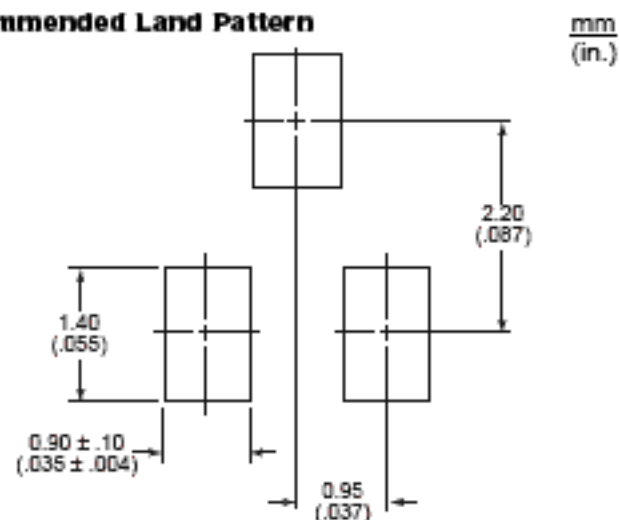 mmended Land Pattern
mm
(in.)
2.20
(.087)
1.40
(.055)
0.90 ± .10
(.035 ± .004)
0.95
(.037)